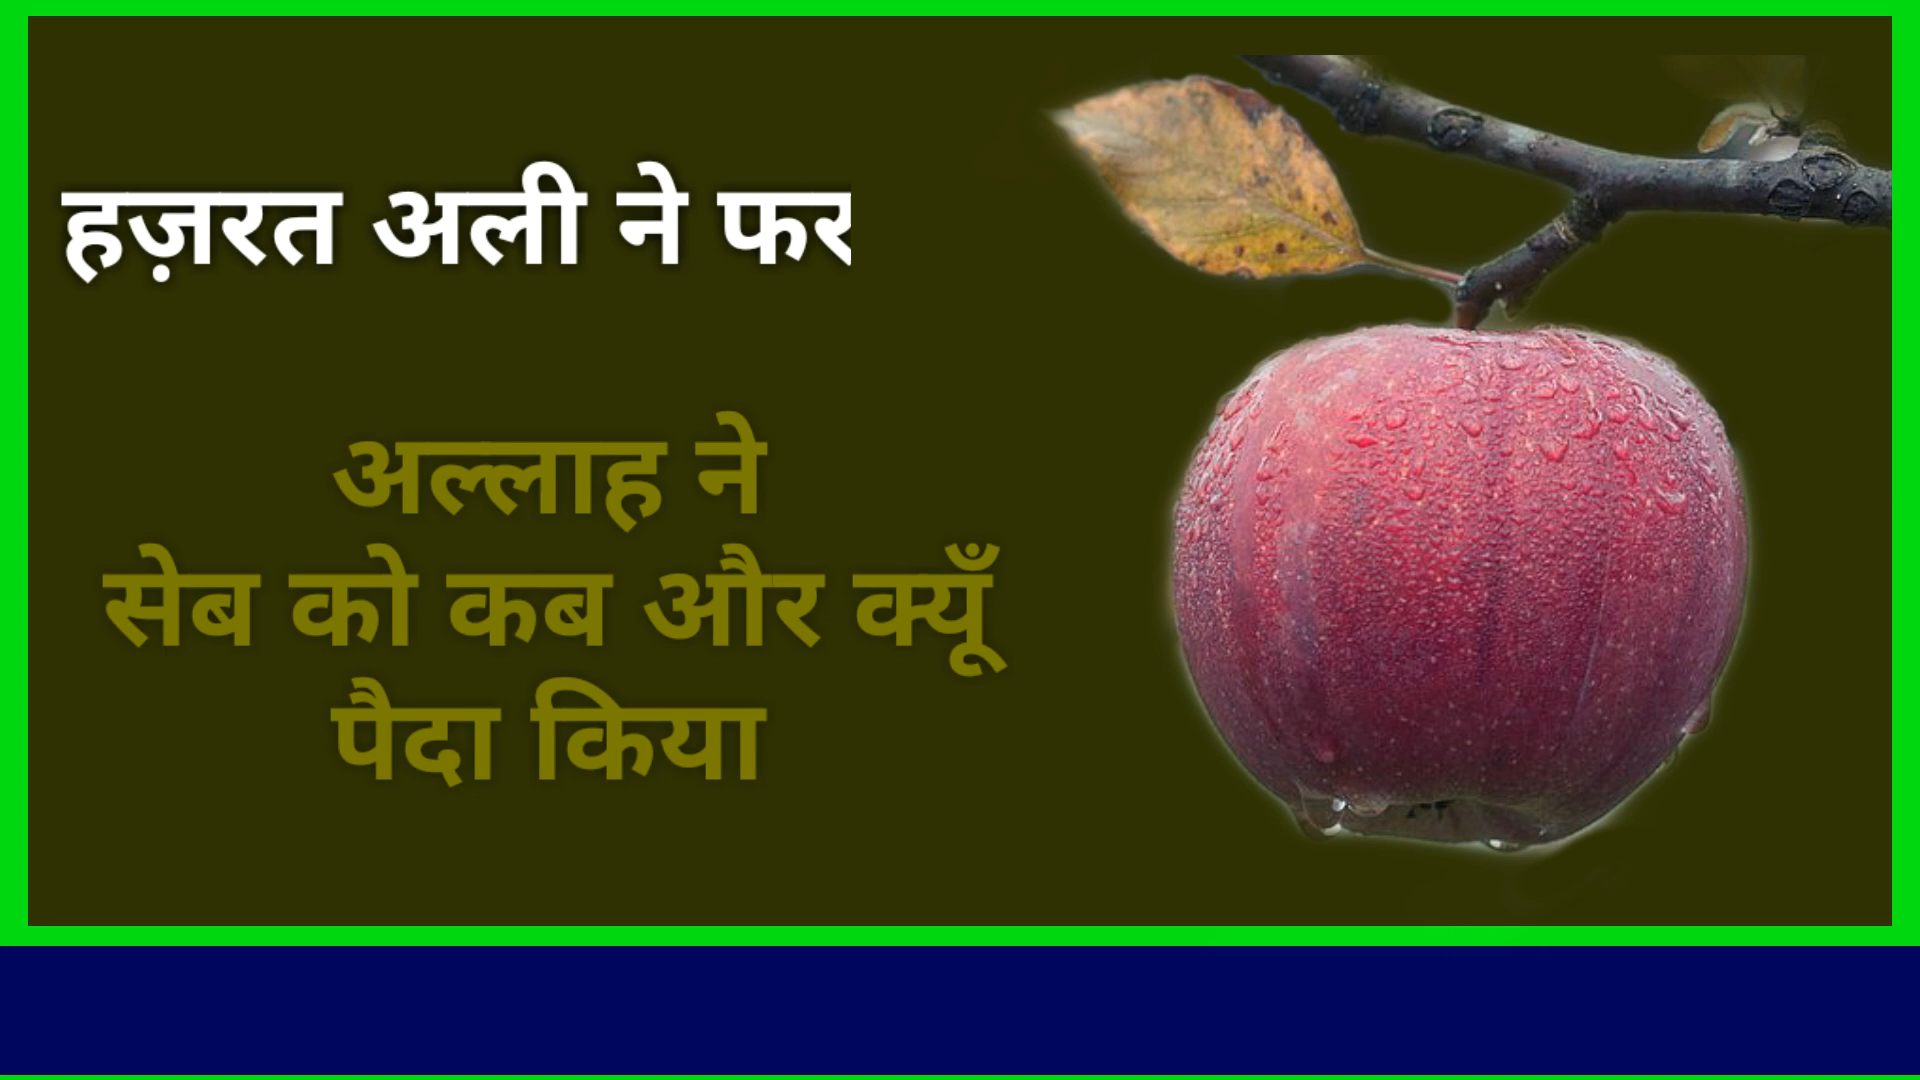 हज़रत अली ने फर
अल्लाह ने
सेब को कब और क्यूँ
पैदा किया